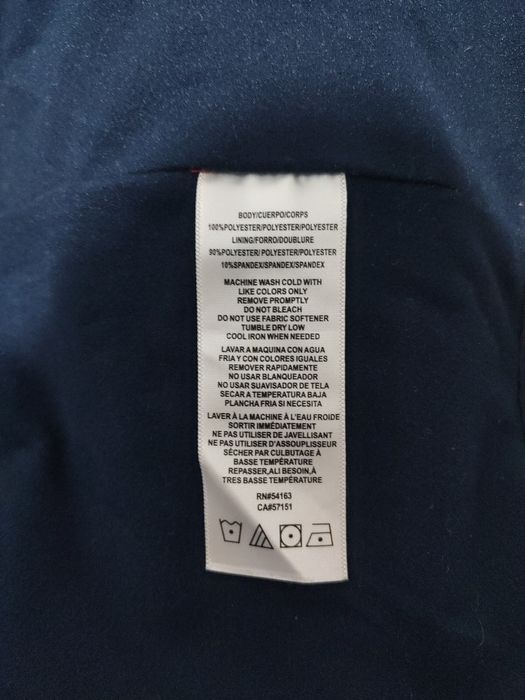 BODY/CUERPO/CORPS
100%POLYESTER/POLYESTER/POLYESTER
LINING/FORRO/DOUBLURE
90%POLYESTER/ POLYESTER/ POLYESTER
10%SPANDEX/SPANDEX/SPANDEX
MACHINE WASH COLD WITH
LIKE COLORS ONLY
REMOVE PROMPTLY
DO NOT BLEACH
DO NOT USE FABRIC SOFTENER
TUMBLE DRY LOW
COOL IRON WHEN NEEDED
LAVAR A MAQUINA CON AGUA
FRIA Y CON COLORES IGUALES
REMOVER RAPIDAMENTE
NO USAR BLANQUEADOR
NO USAR SUAVISADOR DE TELA
SECAR A TEMPERATURA BAJA
PLANCHA FRIA SI NECESITA
LAVER À LA MACHINE À L'EAU FROIDE
SORTIR IMMÉDIATEMENT
NE PAS UTILISER DE JAVELLISANT
NE PAS UTILISER D'ASSOUPLISSEUR
SÉCHER PAR CULBUTAGE À
BASSE TEMPÉRATURE
REPASSER,ALI BESOIN,À
TRES BASSE TEMPÉRATURE
RN#54163
CA#57151